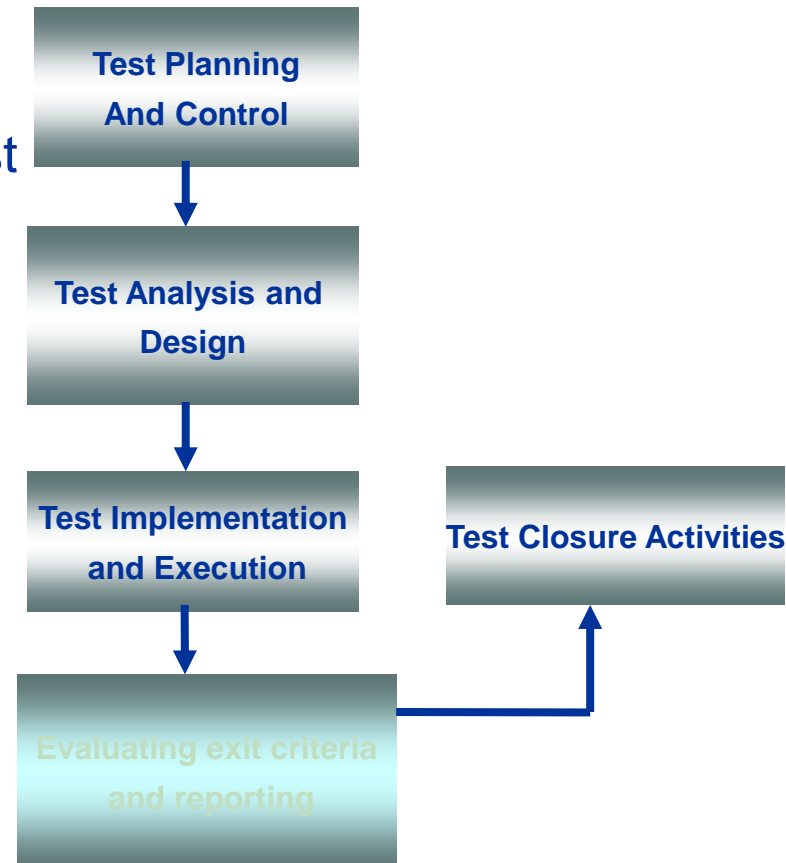 Test Planning
And Control
Test Analysis and
Design
Test Implementation
and Execution
Test Closure Activities
Evaluating exit criteria
and reporting